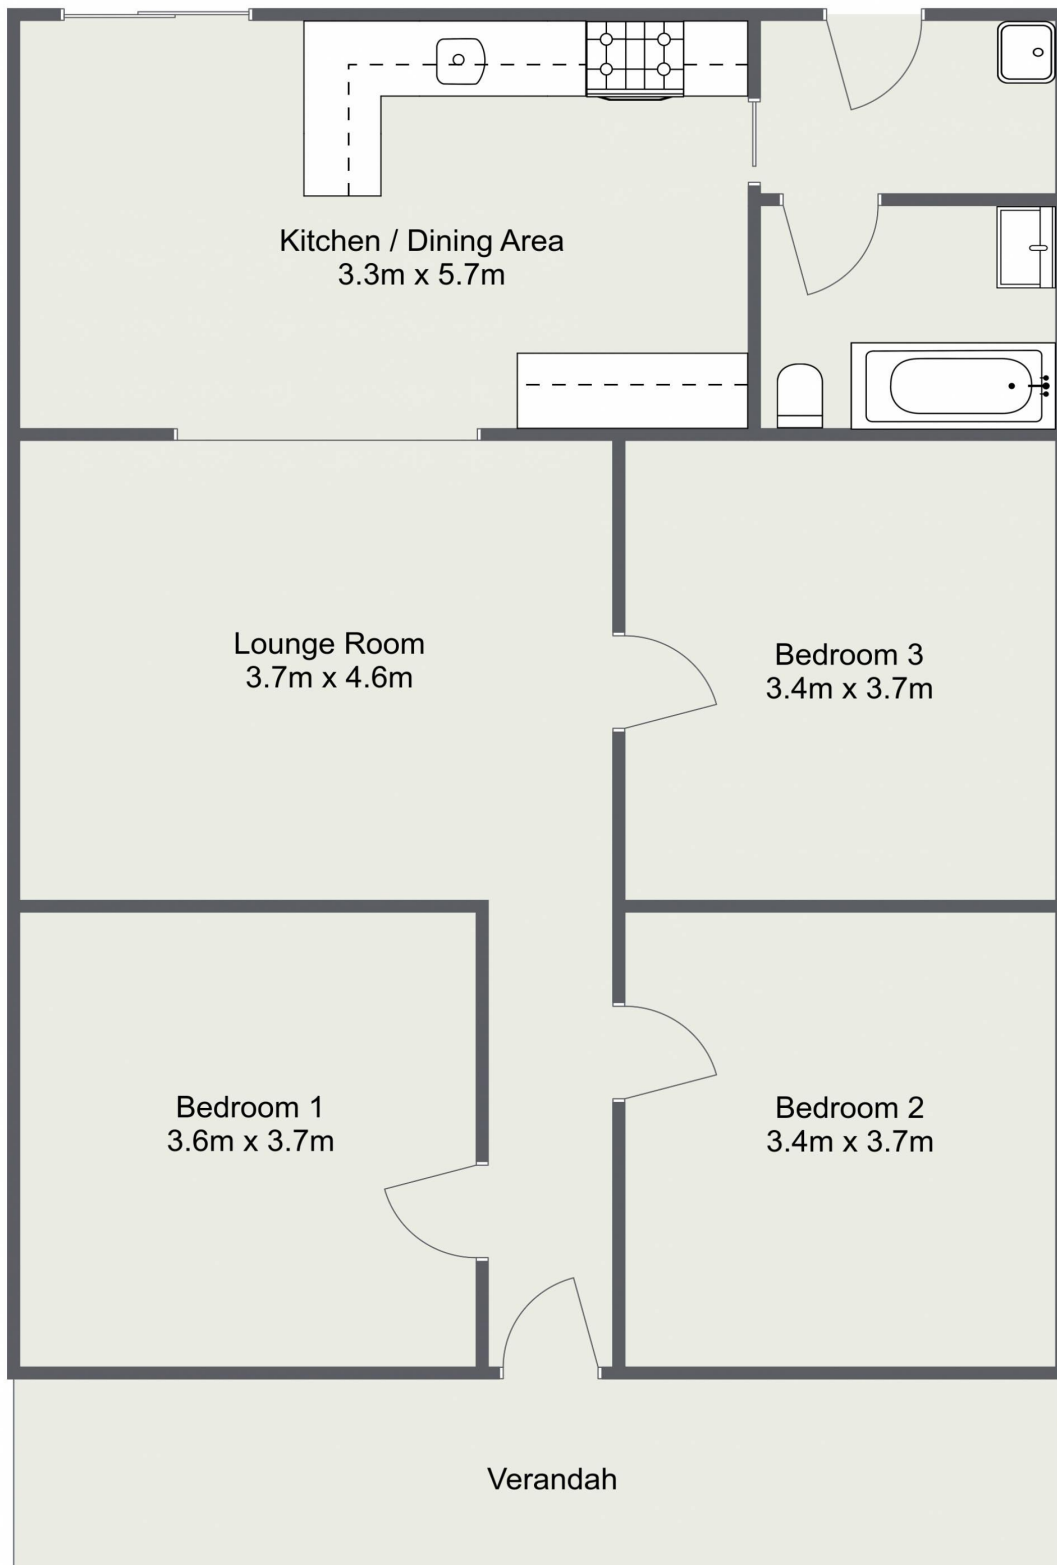 Kitchen / Dining Area
3.3m x 5.7m
Lounge Room
3.7m x 4.6m
Bedroom 3
3.4m x 3.7m
Bedroom 1
3.6m x 3.7m
Bedroom 2
3.4m x 3.7m
Verandah